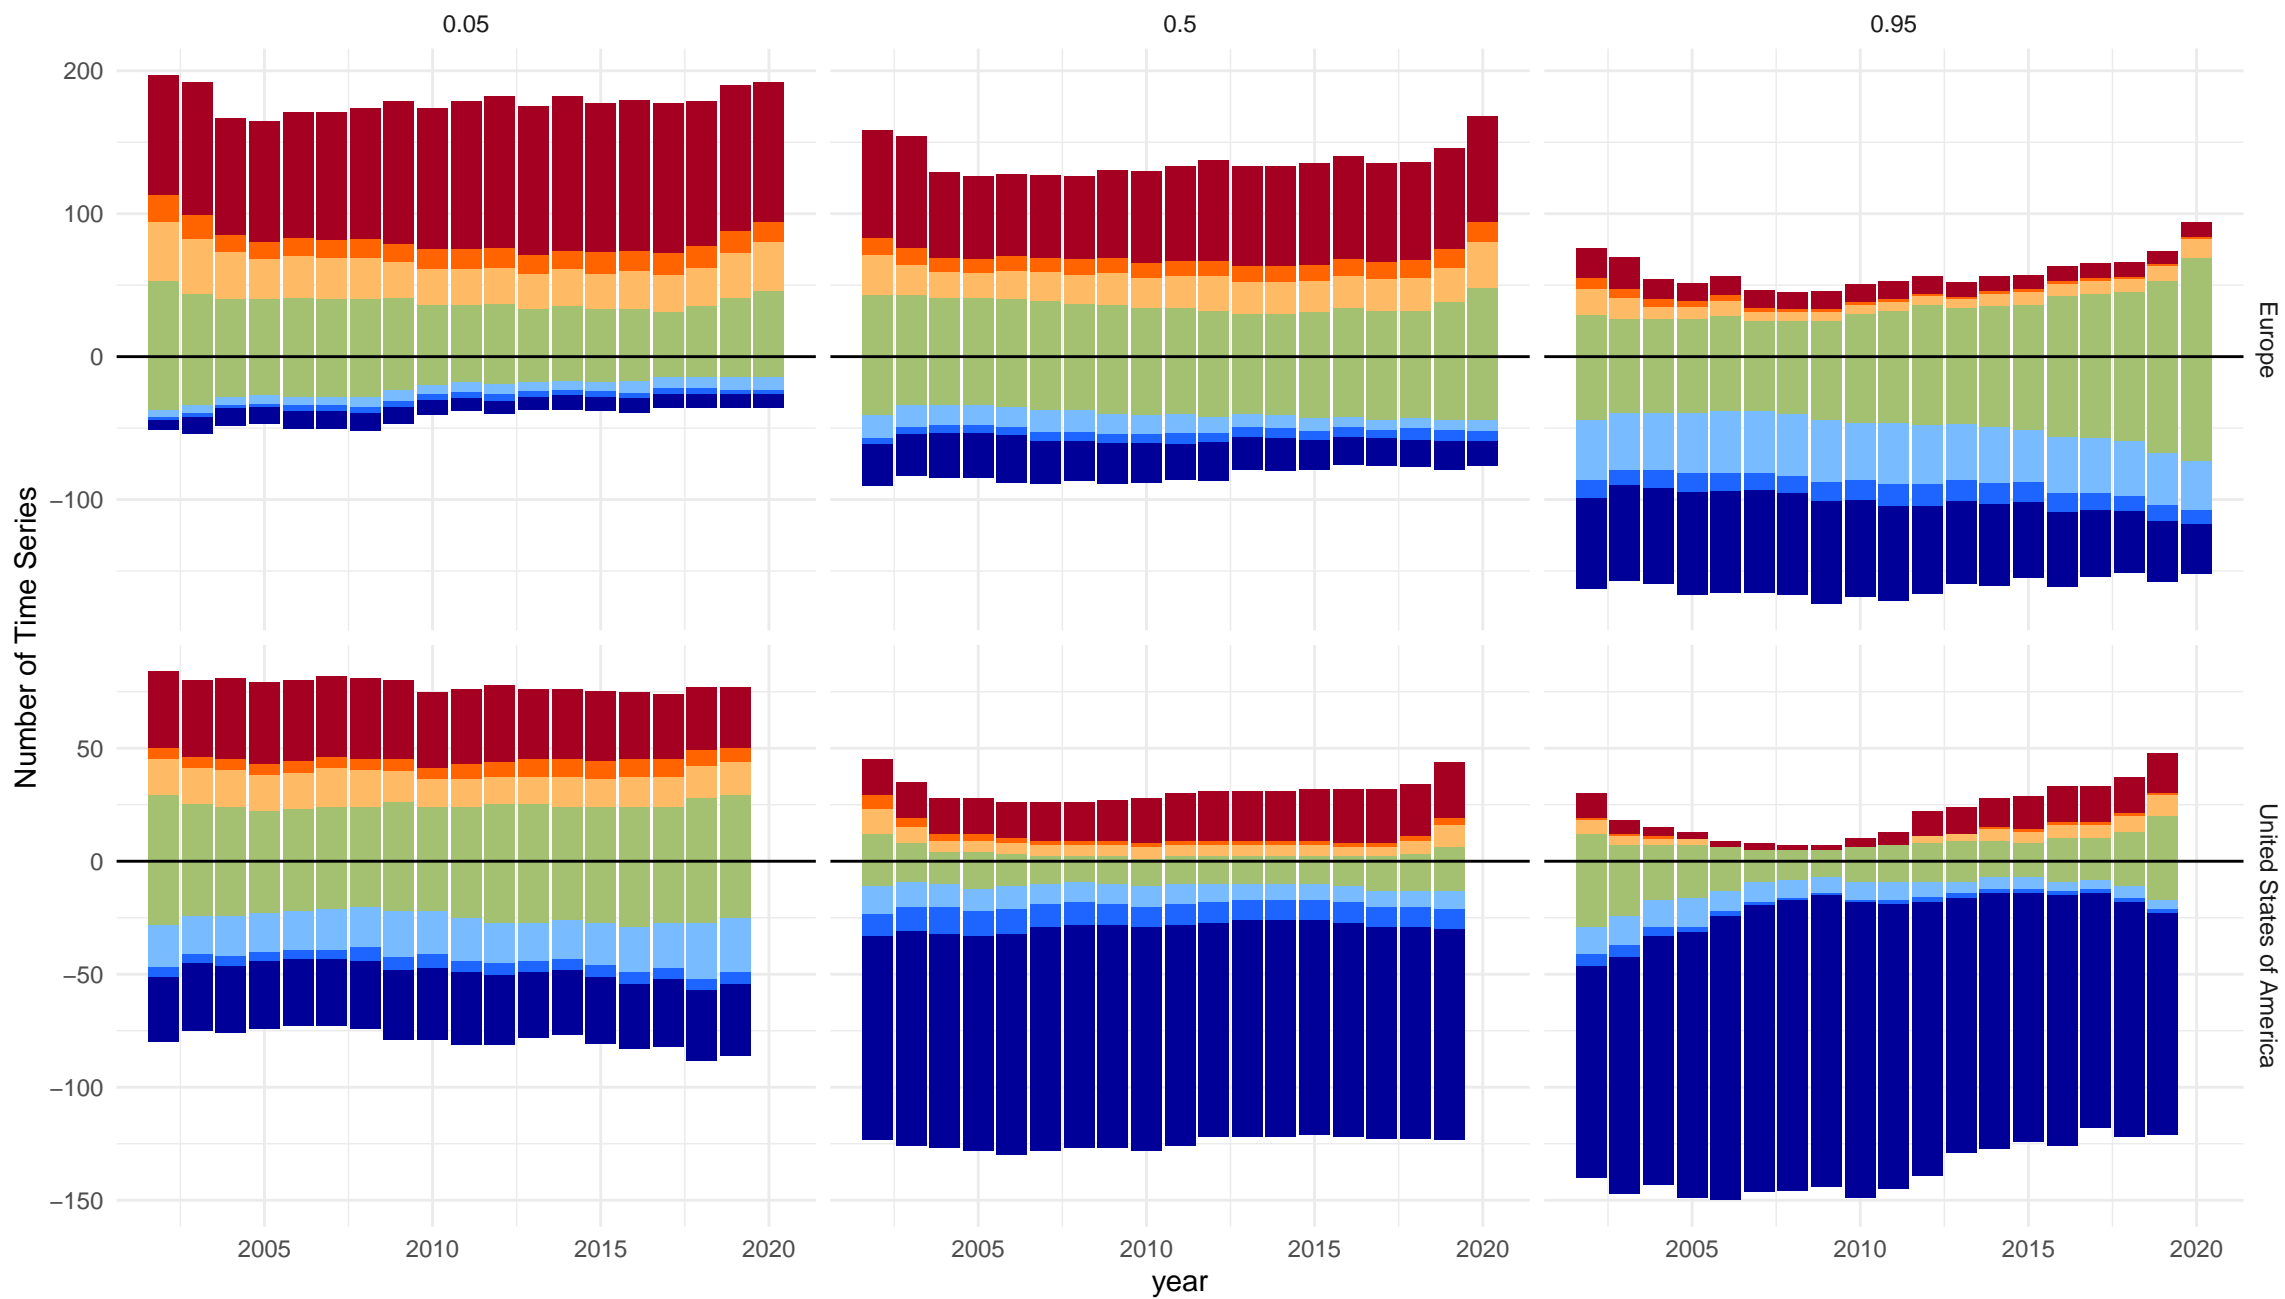 0.05 0.5 0.95
200
100
0
−100
Europe
50
0
−50
−100
−150
United States of America
Number of Time Series
2005 2010 2015 2020 2005 2010 2015 2020 2005 2010 2015 2020
year